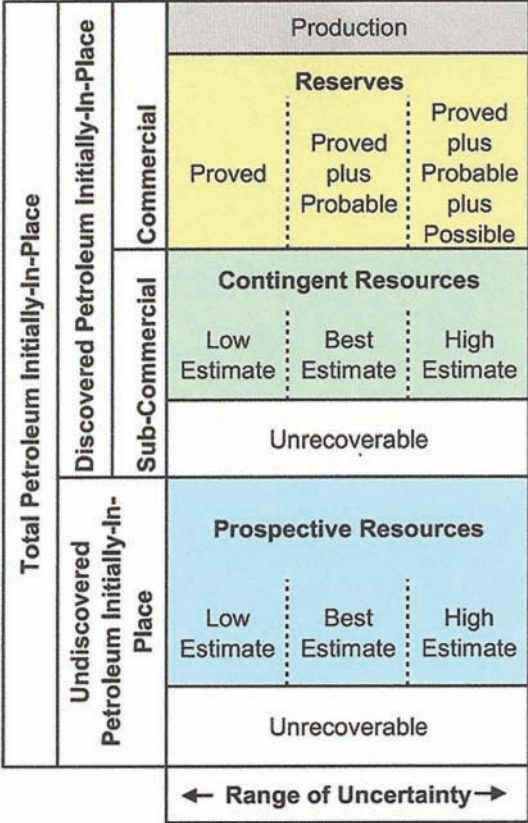 Total Petroleum Initially-In-Place
Discovered Petroleum Initially-In-Place
Commercial
Production
Reserves
Proved
Proved
plus
Probable
Proved
plus
Probable
plus
Possible
Sub-Commercial
Contingent Resources
Low
Estimate
Best
Estimate
High
Estimate
Unrecoverable
Undiscovered
Petroleum Initially-In-
Place
Prospective Resources
Low
Estimate
Best
Estimate
High
Estimate
Unrecoverable
Range of Uncertainty